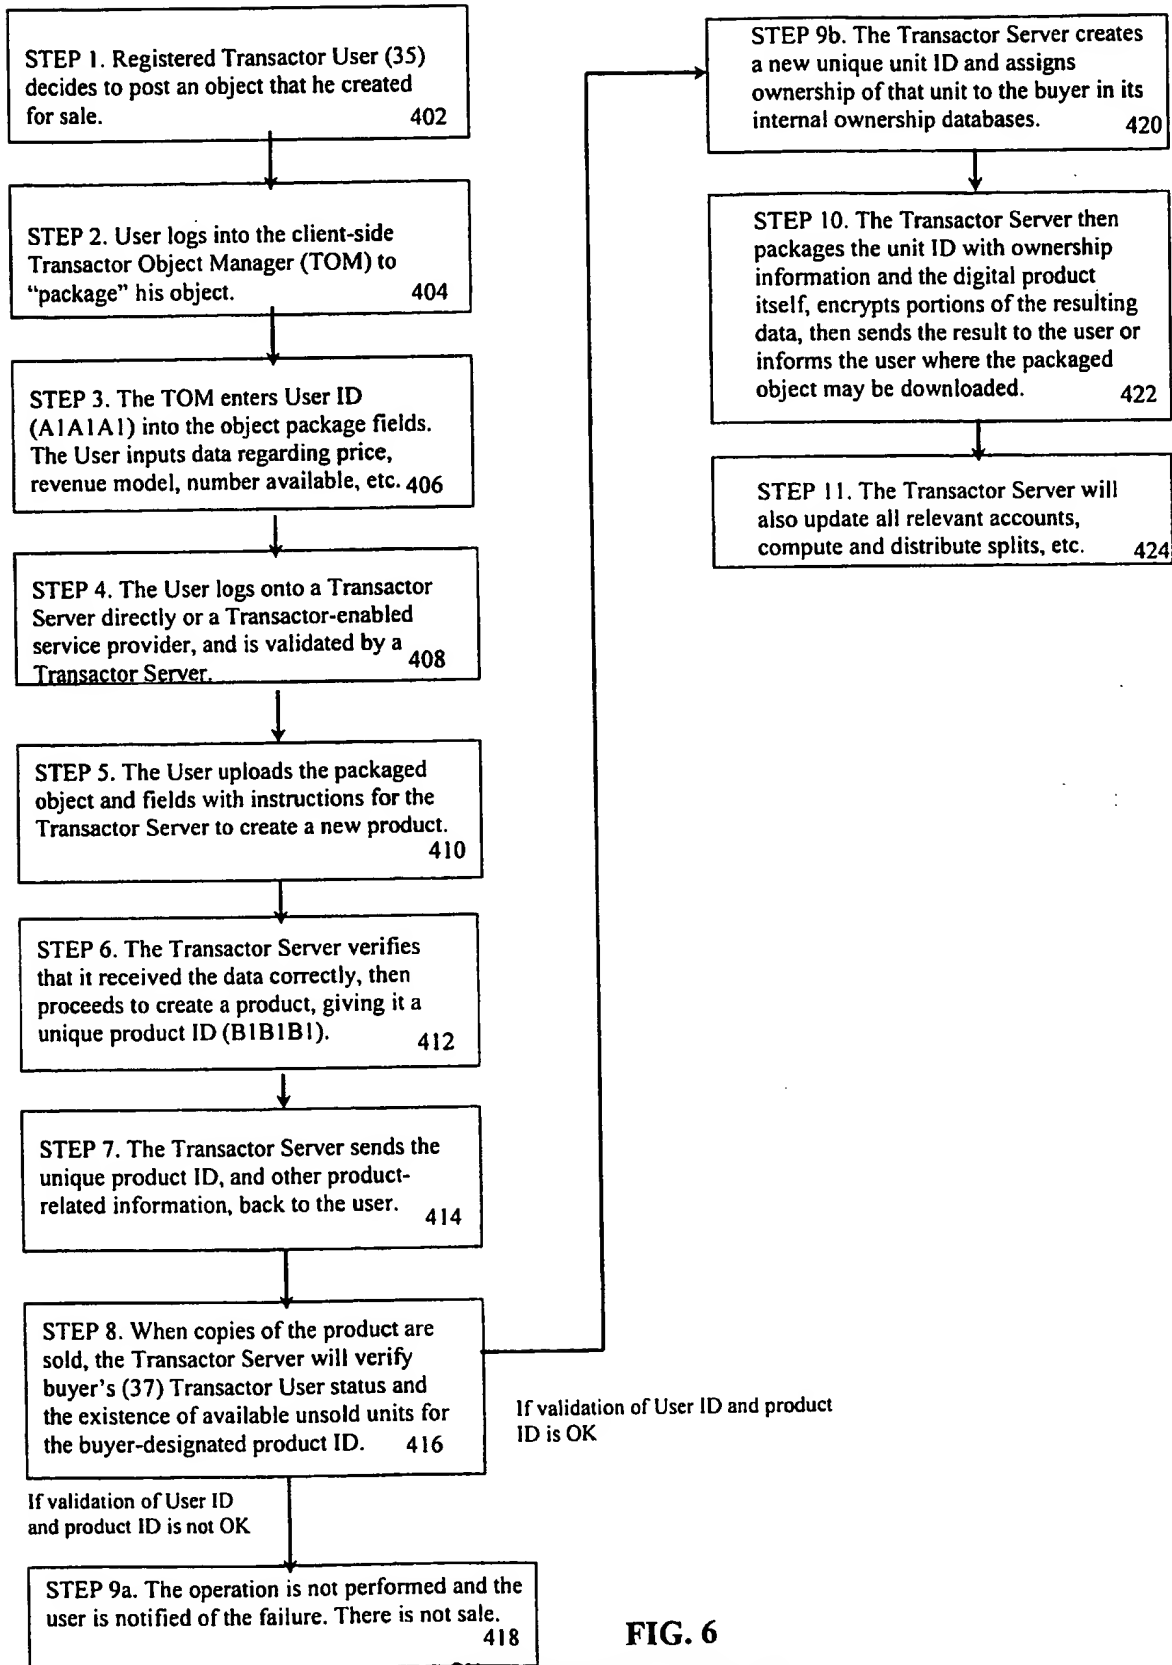 STEP 1. Registered Transactor User (35)
decides to post an object that he created
for sale. 402
STEP 2. User logs into the client-side
Transactor Object Manager (TOM) to
“package” his object. 404
STEP 3. The TOM enters User ID
(A1A1A1) into the object package fields.
The User inputs data regarding price,
revenue model, number available, etc. 406
STEP 4. The User logs onto a Transactor
Server directly or a Transactor-enabled
service provider, and is validated by a
Transactor Server. 408
STEP 5. The User uploads the packaged
object and fields with instructions for the
Transactor Server to create a new product.
410
STEP 6. The Transactor Server verifies
that it received the data correctly, then
proceeds to create a product, giving it a
unique product ID (B1B1B1). 412
STEP 7. The Transactor Server sends the
unique product ID, and other product-
related information, back to the user. 414
STEP 8. When copies of the product are
sold, the Transactor Server will verify
buyer's (37) Transactor User status and
the existence of available unsold units for
the buyer-designated product ID. 416
If validation of User ID
and product ID is not OK
STEP 9a. The operation is not performed and the
user is notified of the failure. There is not sale.
418
If validation of User ID and product
ID is OK
STEP 9b. The Transactor Server creates
a new unique unit ID and assigns
ownership of that unit to the buyer in its
internal ownership databases. 420
STEP 10. The Transactor Server then
packages the unit ID with ownership
information and the digital product
itself, encrypts portions of the resulting
data, then sends the result to the user or
informs the user where the packaged
object may be downloaded. 422
STEP 11. The Transactor Server will
also update all relevant accounts,
compute and distribute splits, etc. 424
FIG. 6